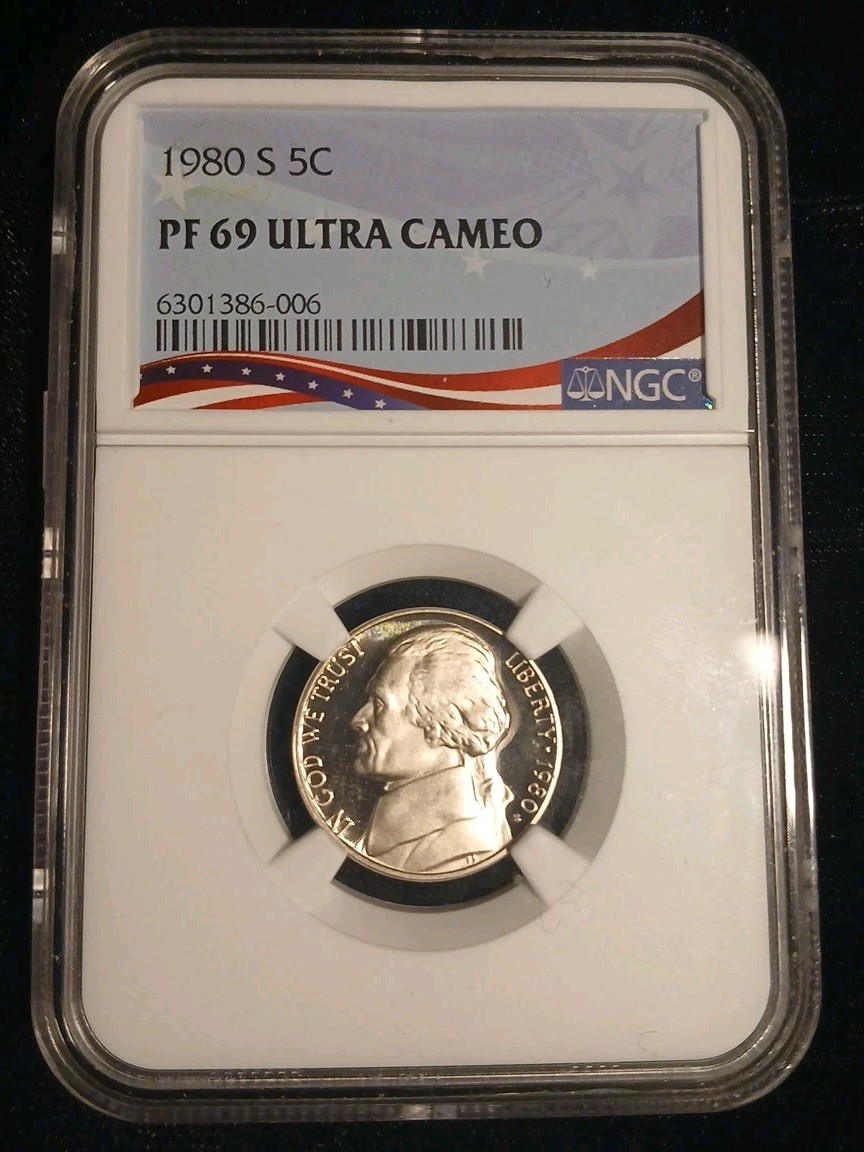 1980 S 5C
PF 69 ULTRA CAMEO
6301386-006
NGC®
IN GOD WE TRUST
LIBERTY · 1980
S